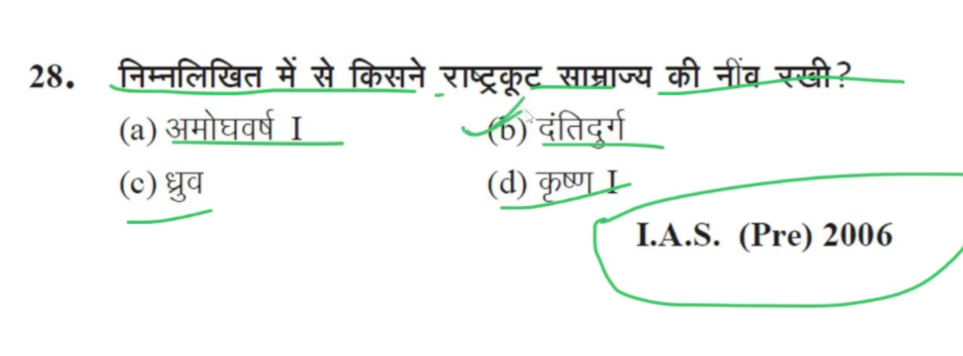 28. निम्नलिखित में से किसने राष्ट्रकूट साम्राज्य की नींव रखी?
(a) अमोघवर्ष I (b) दंतिदुर्ग
(c) ध्रुव (d) कृष्ण I
I.A.S. (Pre) 2006